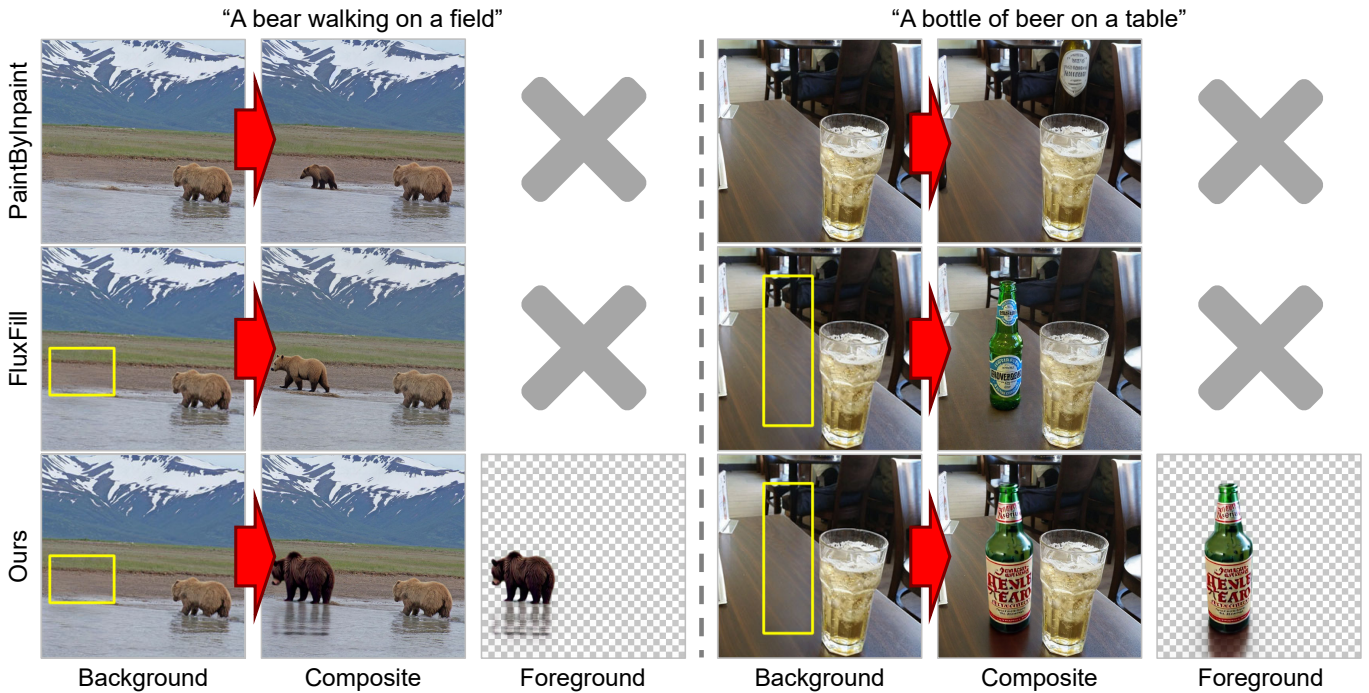 “A bear walking on a field”
“A bottle of beer on a table”
PaintByInpaint
FluxFill
Ours
Background
Composite
Foreground
Background
Composite
Foreground